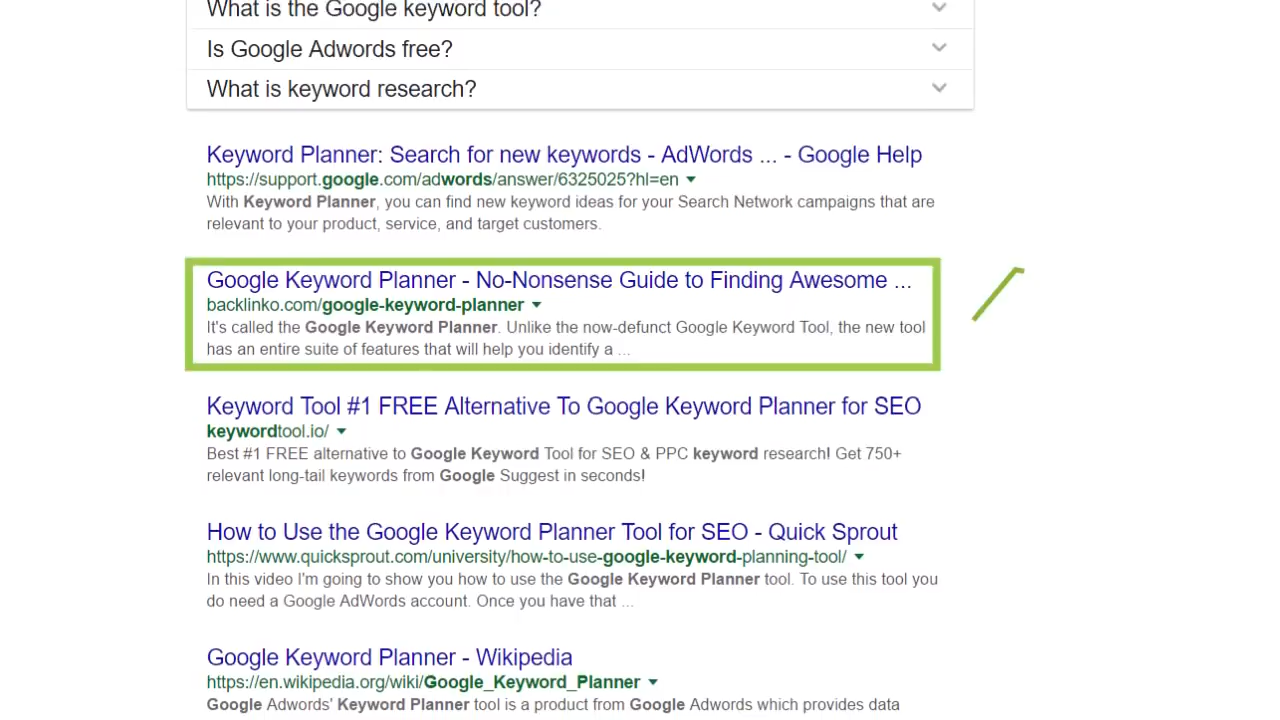 What is the Google keyword tool?
Is Google Adwords free?
What is keyword research?
Keyword Planner: Search for new keywords - AdWords ... - Google Help
https://support.google.com/adwords/answer/6325025?hl=en
With Keyword Planner, you can find new keyword ideas for your Search Network campaigns that are
relevant to your product, service, and target customers.
Google Keyword Planner - No-Nonsense Guide to Finding Awesome ...
backlinko.com/google-keyword-planner
It's called the Google Keyword Planner. Unlike the now-defunct Google Keyword Tool, the new tool
has an entire suite of features that will help you identify a ...
Keyword Tool #1 FREE Alternative To Google Keyword Planner for SEO
keywordtool.io/
Best #1 FREE alternative to Google Keyword Tool for SEO & PPC keyword research! Get 750+
relevant long-tail keywords from Google Suggest in seconds!
How to Use the Google Keyword Planner Tool for SEO - Quick Sprout
https://www.quicksprout.com/university/how-to-use-google-keyword-planning-tool/
In this video I'm going to show you how to use the Google Keyword Planner tool. To use this tool you
do need a Google AdWords account. Once you have that ...
Google Keyword Planner - Wikipedia
https://en.wikipedia.org/wiki/Google_Keyword_Planner
Google Adwords' Keyword Planner tool is a product from Google Adwords which provides data